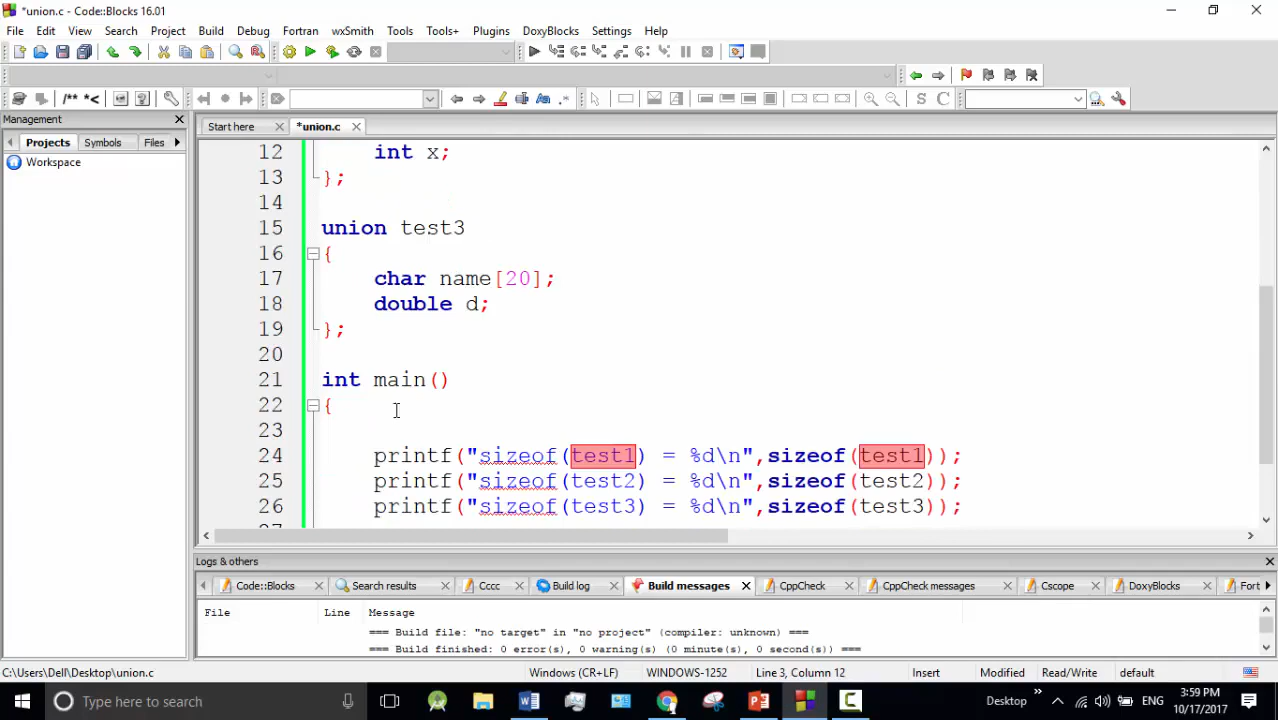 *union.c - Code::Blocks 16.01
File Edit View Search Project Build Debug Fortran wxSmith Tools Tools+ Plugins DoxyBlocks Settings Help
/** *<
.*
S C
Management
Start here *union.c
Projects Symbols Files
Workspace
12 int x;
13 };
14
15 union test3
16 {
17 char name[20];
18 double d;
19 };
20
21 int main()
22 {
23
24 printf("sizeof(test1) = %d\n",sizeof(test1));
25 printf("sizeof(test2) = %d\n",sizeof(test2));
26 printf("sizeof(test3) = %d\n",sizeof(test3));
27
Logs & others
Code::Blocks Search results Cccc Build log Build messages CppCheck CppCheck messages Cscope DoxyBlocks Fort
File Line Message
=== Build file: "no target" in "no project" (compiler: unknown) ===
=== Build finished: 0 error(s), 0 warning(s) (0 minute(s), 0 second(s)) ===
C:\Users\Dell\Desktop\union.c Windows (CR+LF) WINDOWS-1252 Line 3, Column 12 Insert Modified Read/Write default
Type here to search
Desktop
ENG
3:59 PM
10/17/2017